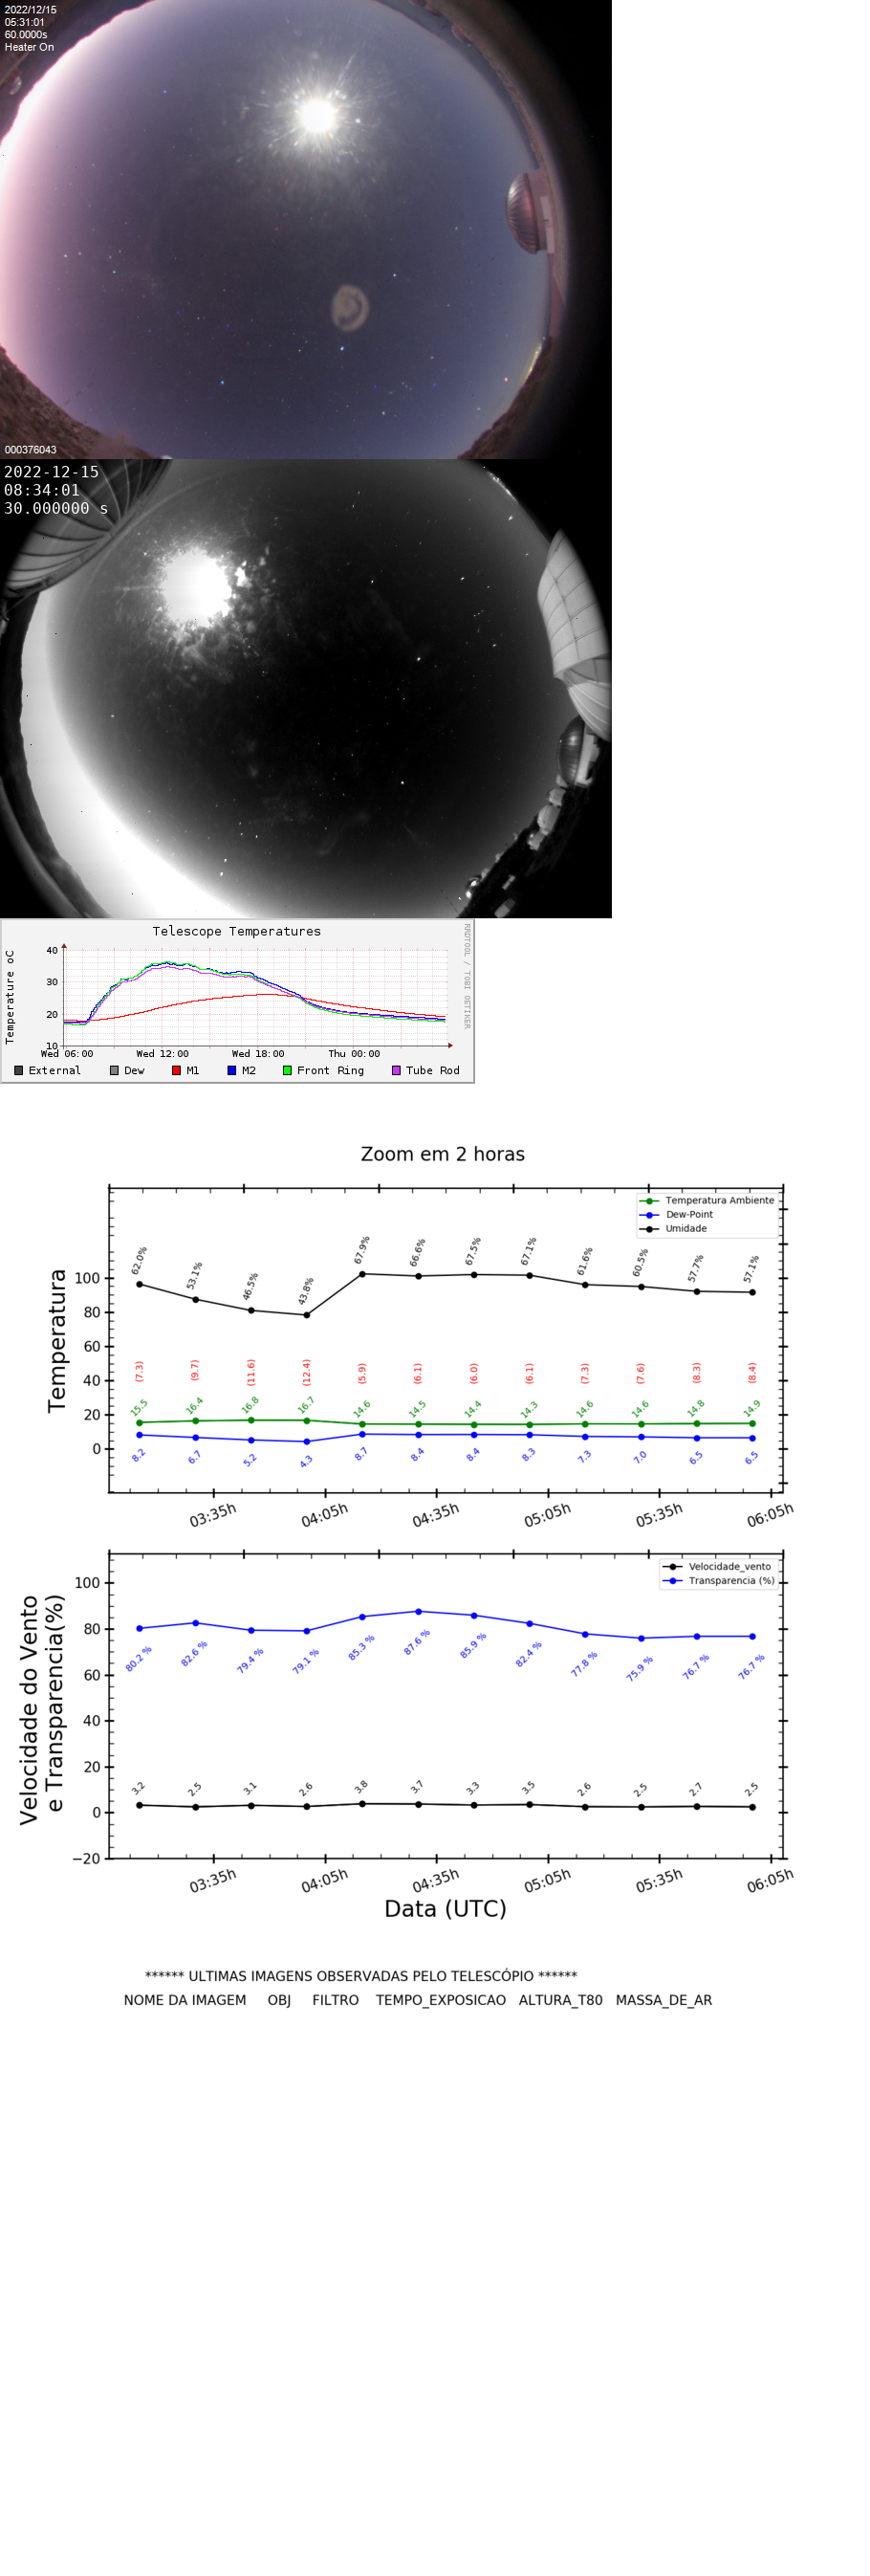 2022/12/15
05:31:01
60.0000s
Heater On
000376043
2022-12-15
08:34:01
30.000000 s
Telescope Temperatures
RRDTOOL / TOBI OETIKER
Temperature oC
40
30
20
10
Wed 06:00 Wed 12:00 Wed 18:00 Thu 00:00
External Dew M1 M2 Front Ring Tube Rod
Zoom em 2 horas
Temperatura Ambiente
Dew-Point
Umidade
Temperatura
100
80
60
40
20
0
62.0% 53.1% 46.5% 43.8% 67.9% 66.6% 67.5% 67.1% 61.6% 60.5% 57.7% 57.1%
(7.3) (9.7) (11.6) (12.4) (5.9) (6.1) (6.0) (6.1) (7.3) (7.6) (8.3) (8.4)
15.5 16.4 16.8 16.7 14.6 14.5 14.4 14.3 14.6 14.6 14.8 14.9
8.2 6.7 5.2 4.3 8.7 8.4 8.4 8.3 7.3 7.0 6.5 6.5
03:35h 04:05h 04:35h 05:05h 05:35h 06:05h
Velocidade_vento
Transparencia (%)
Velocidade do Vento
e Transparencia(%)
100
80
60
40
20
0
−20
80.2 % 82.6 % 79.4 % 79.1 % 85.3 % 87.6 % 85.9 % 82.4 % 77.8 % 75.9 % 76.7 % 76.7 %
3.2 2.5 3.1 2.6 3.8 3.7 3.3 3.5 2.6 2.5 2.7 2.5
03:35h 04:05h 04:35h 05:05h 05:35h 06:05h
Data (UTC)
****** ULTIMAS IMAGENS OBSERVADAS PELO TELESCÓPIO ******
NOME DA IMAGEM OBJ FILTRO TEMPO_EXPOSICAO ALTURA_T80 MASSA_DE_AR